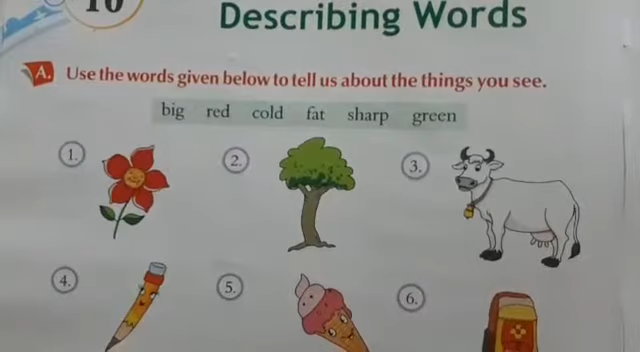 10
Describing Words
A. Use the words given below to tell us about the things you see.
big red cold fat sharp green
1.
2.
3.
4.
5.
6.